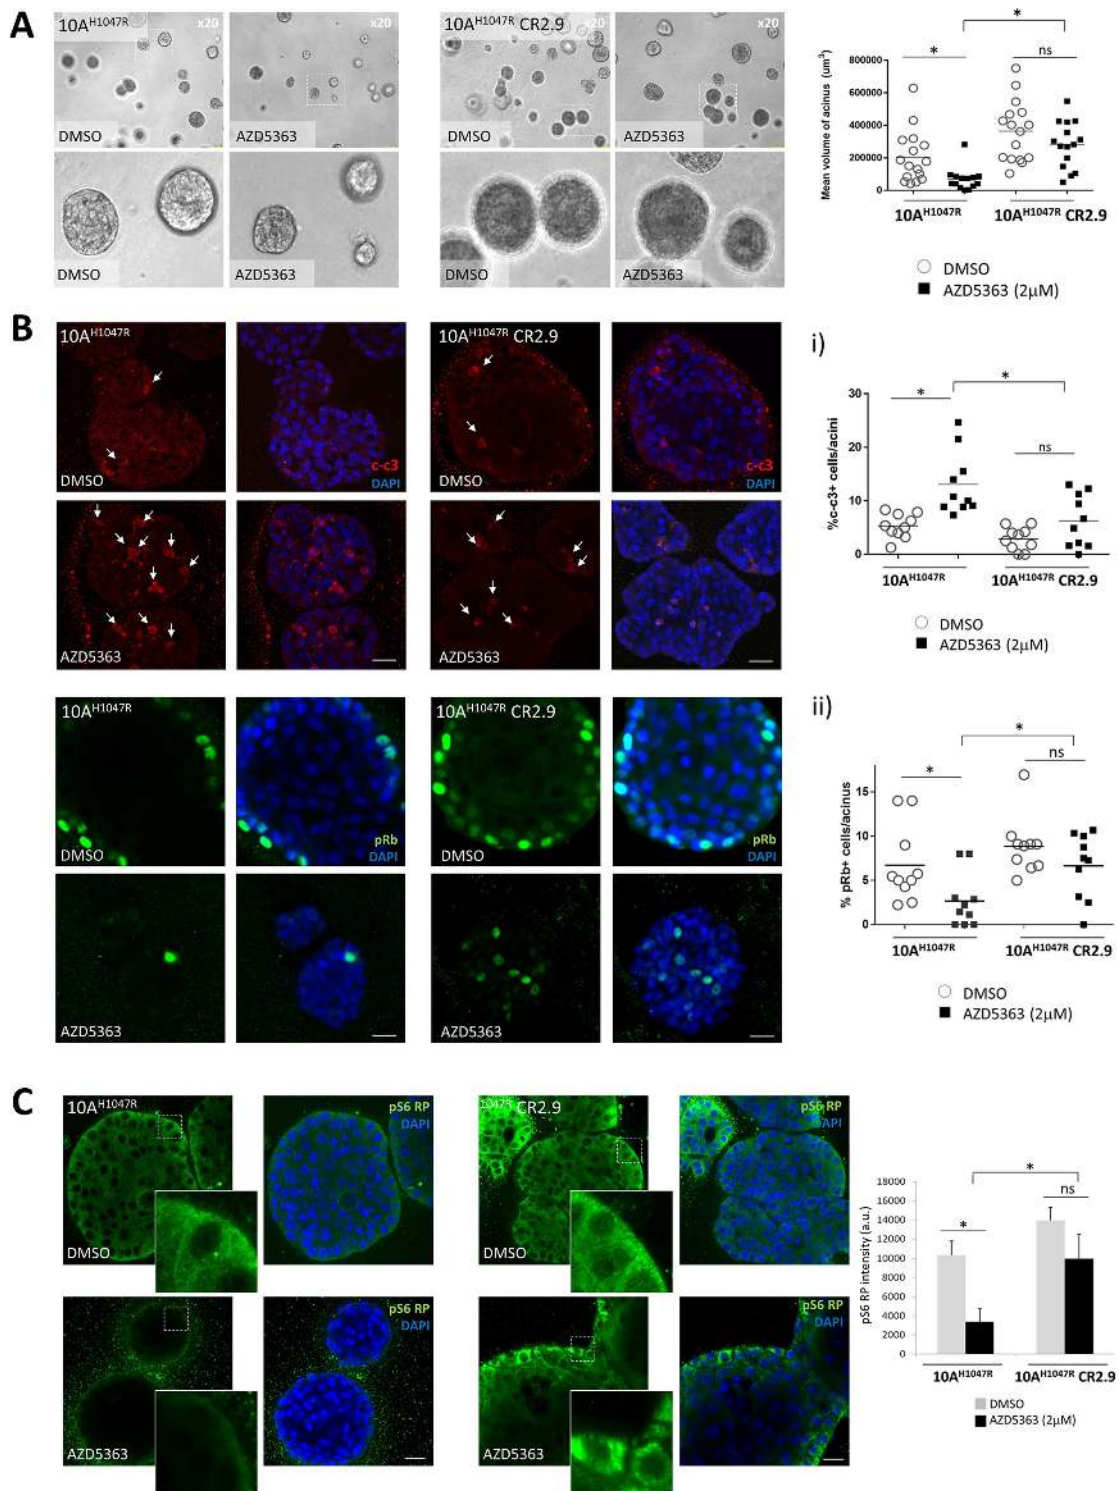 A
10A^H1047R
x20
DMSO
x20
AZD5363
10A^H1047R CR2.9
x20
DMSO
x20
AZD5363
DMSO
AZD5363
DMSO
AZD5363
*
*
ns
Mean volume of acinus (um³)
800000
600000
400000
200000
0
10A^H1047R
10A^H1047R CR2.9
DMSO
AZD5363 (2μM)
B
10A^H1047R
DMSO
c-c3
DAPI
10A^H1047R CR2.9
DMSO
c-c3
DAPI
AZD5363
AZD5363
i)
*
*
ns
%c-c3+ cells/acini
30
20
10
0
10A^H1047R
10A^H1047R CR2.9
DMSO
AZD5363 (2μM)
10A^H1047R
DMSO
pRb
DAPI
10A^H1047R CR2.9
DMSO
pRb
DAPI
AZD5363
AZD5363
ii)
*
*
ns
% pRb+ cells/acinus
15
10
5
0
10A^H1047R
10A^H1047R CR2.9
DMSO
AZD5363 (2μM)
C
10A^H1047R
DMSO
pS6 RP
DAPI
1047R CR2.9
DMSO
pS6 RP
DAPI
AZD5363
pS6 RP
DAPI
AZD5363
pS6 RP
DAPI
*
*
ns
pS6 RP intensity (a.u.)
18000
16000
14000
12000
10000
8000
6000
4000
2000
0
10A^H1047R
10A^H1047R CR2.9
DMSO
AZD5363 (2μM)